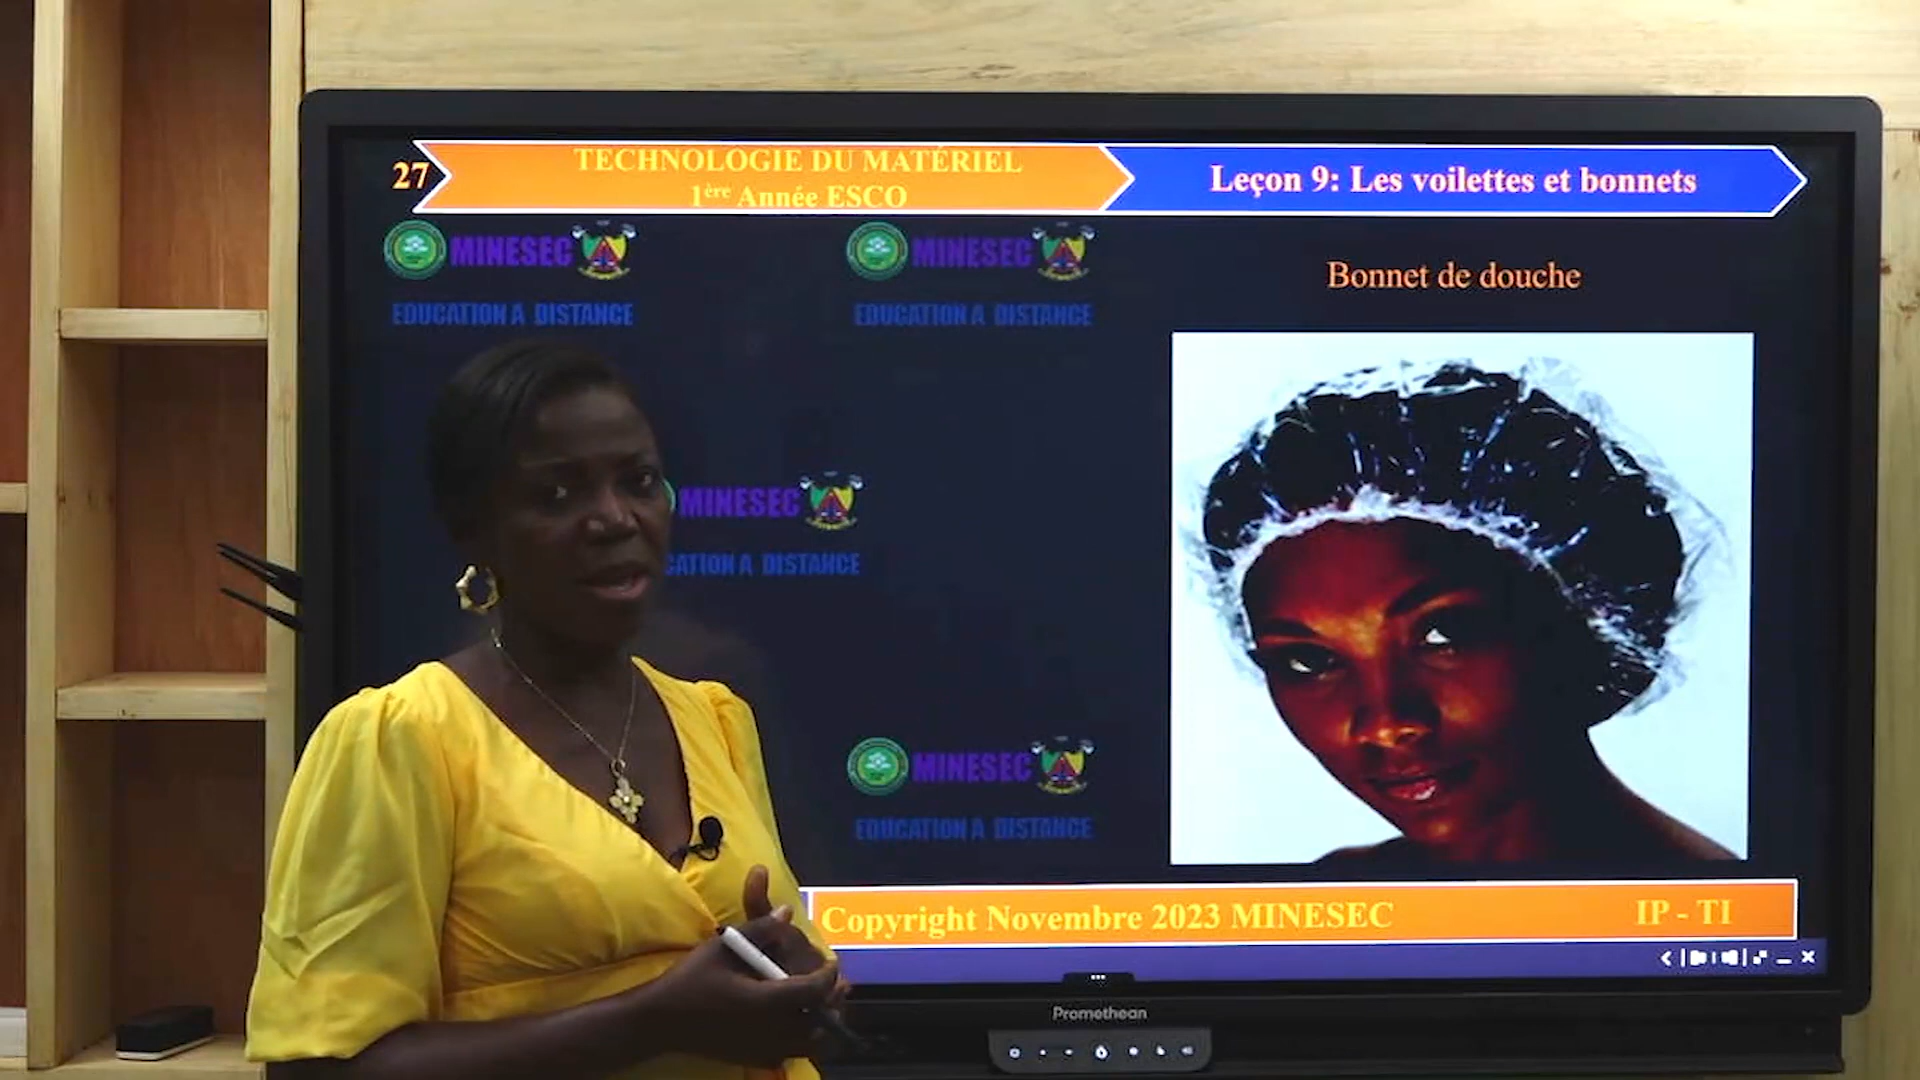 27
TECHNOLOGIE DU MATÉRIEL
1ère Année ESCO
Leçon 9: Les voilettes et bonnets
MINESEC
EDUCATION A DISTANCE
MINESEC
EDUCATION A DISTANCE
Bonnet de douche
MINESEC
CATION A DISTANCE
MINESEC
EDUCATION A DISTANCE
Copyright Novembre 2023 MINESEC
IP - TI
Promethean